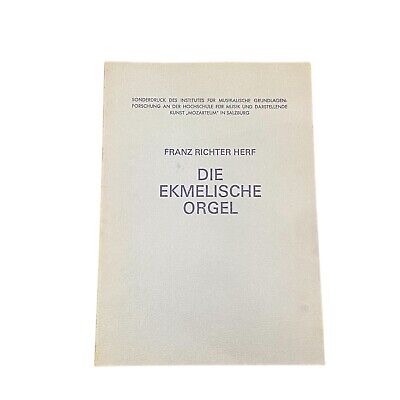 SONDERDRUCK DES INSTITUTES FÜR MUSIKALISCHE GRUNDLAGEN-
FORSCHUNG AN DER HOCHSCHULE FÜR MUSIK UND DARSTELLENDE
KUNST „MOZARTEUM" IN SALZBURG
FRANZ RICHTER HERF
DIE
EKMELISCHE
ORGEL